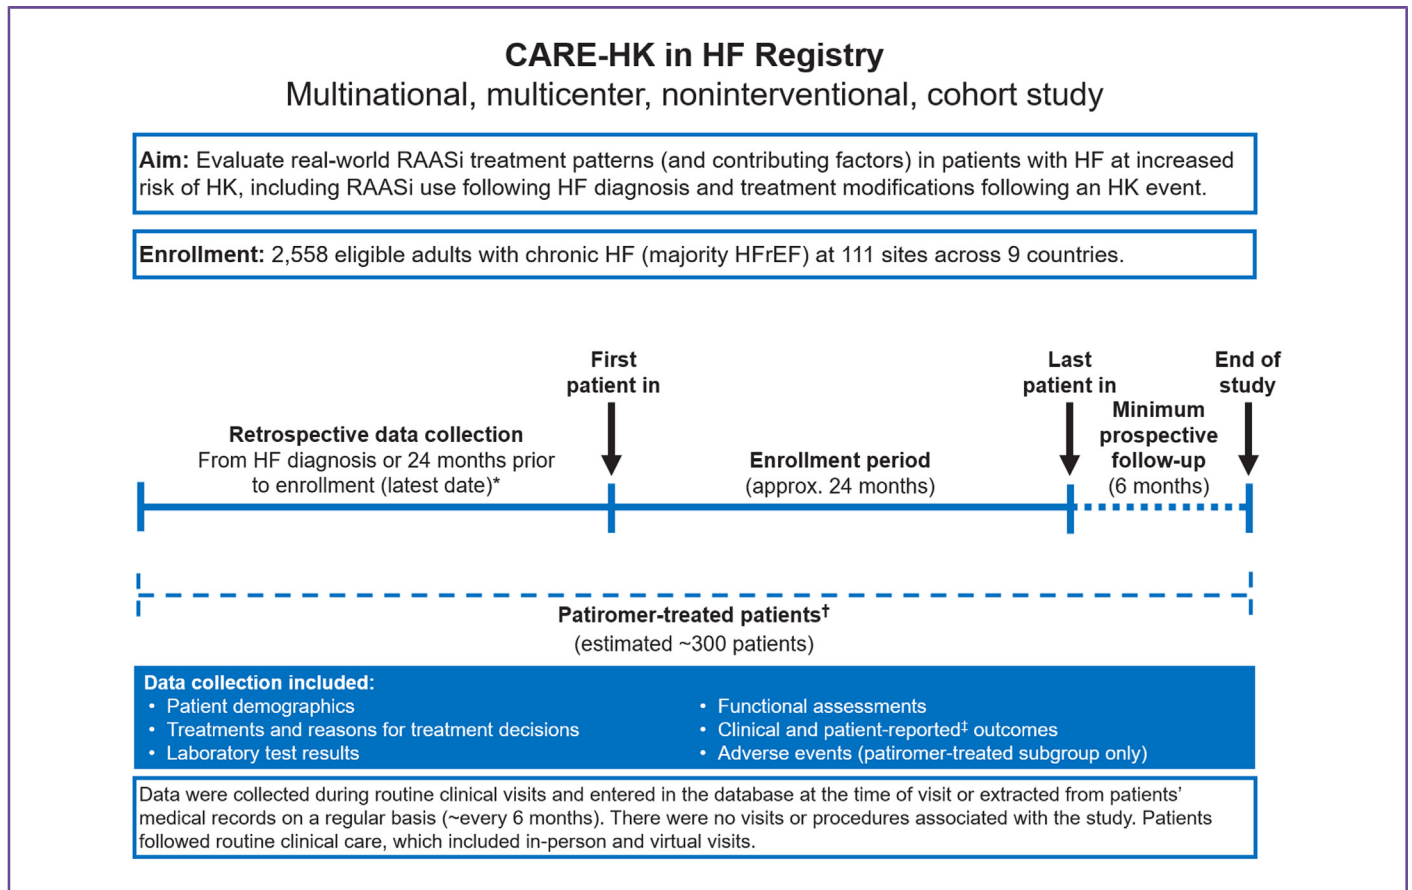 CARE-HK in HF Registry
Multinational, multicenter, noninterventional, cohort study
Aim: Evaluate real-world RAASi treatment patterns (and contributing factors) in patients with HF at increased
risk of HK, including RAASi use following HF diagnosis and treatment modifications following an HK event.
Enrollment: 2,558 eligible adults with chronic HF (majority HFrEF) at 111 sites across 9 countries.
First
patient in
Last
patient in
End of
study
Retrospective data collection
From HF diagnosis or 24 months prior
to enrollment (latest date)*
Enrollment period
(approx. 24 months)
Minimum
prospective
follow-up
(6 months)
Patiromer-treated patients†
(estimated ~300 patients)
Data collection included:
• Patient demographics
• Treatments and reasons for treatment decisions
• Laboratory test results
• Functional assessments
• Clinical and patient-reported‡ outcomes
• Adverse events (patiromer-treated subgroup only)
Data were collected during routine clinical visits and entered in the database at the time of visit or extracted from patients’
medical records on a regular basis (~every 6 months). There were no visits or procedures associated with the study. Patients
followed routine clinical care, which included in-person and virtual visits.